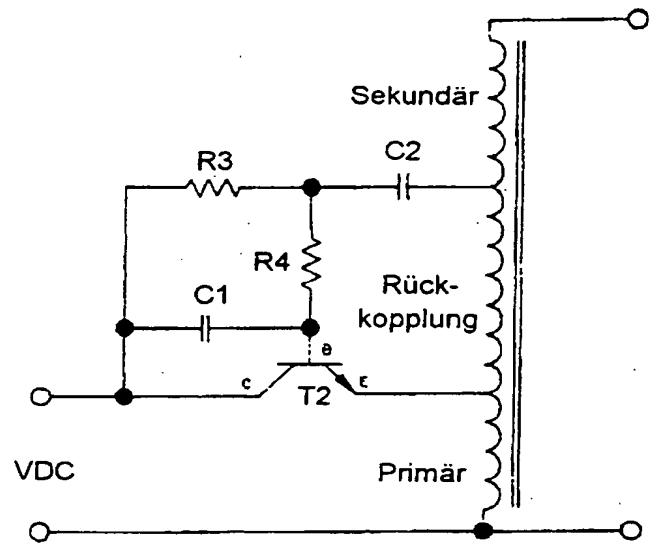 Sekundär
R3
C2
R4
C1
Rück-
kopplung
B
C
E
T2
VDC
Primär